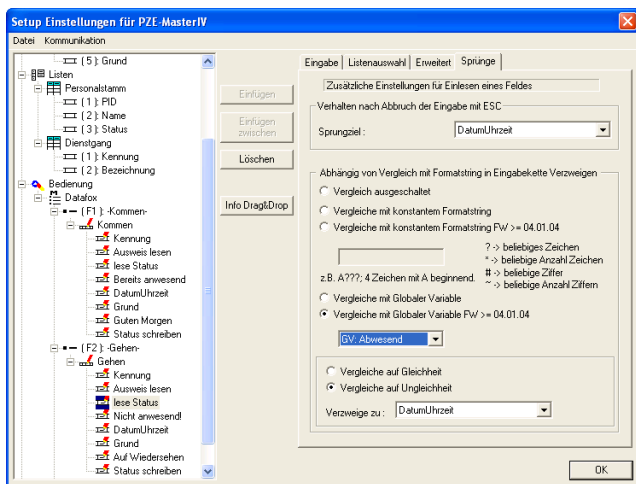 Setup Einstellungen für PZE-MasterIV
Datei Kommunikation
( 5 ): Grund
Listen
Personalstamm
( 1 ): PID
( 2 ): Name
( 3 ): Status
Dienstgang
( 1 ): Kennung
( 2 ): Bezeichnung
Bedienung
Datafox
( F1 ): -Kommen-
Kommen
Kennung
Ausweis lesen
lese Status
Bereits anwesend
DatumUhrzeit
Grund
Guten Morgen
Status schreiben
( F2 ): -Gehen-
Gehen
Kennung
Ausweis lesen
lese Status
Nicht anwesend!
DatumUhrzeit
Grund
Auf Wiedersehen
Status schreiben
Einfügen
Einfügen
zwischen
Löschen
Info Drag&Drop
Eingabe Listenauswahl Erweitert Sprünge
Zusätzliche Einstellungen für Einlesen eines Feldes
Verhalten nach Abbruch der Eingabe mit ESC
Sprungziel : DatumUhrzeit
Abhängig von Vergleich mit Formatstring in Eingabekette Verzweigen
Vergleich ausgeschaltet
Vergleiche mit konstantem Formatstring
Vergleiche mit konstantem Formatstring FW >= 04.01.04
? -> beliebiges Zeichen
* -> beliebige Anzahl Zeichen
# -> beliebige Ziffer
~ -> beliebige Anzahl Ziffern
z.B. A???; 4 Zeichen mit A beginnend.
Vergleiche mit Globaler Variable
Vergleiche mit Globaler Variable FW >= 04.01.04
GV: Abwesend
Vergleiche auf Gleichheit
Vergleiche auf Ungleichheit
Verzweige zu : DatumUhrzeit
OK